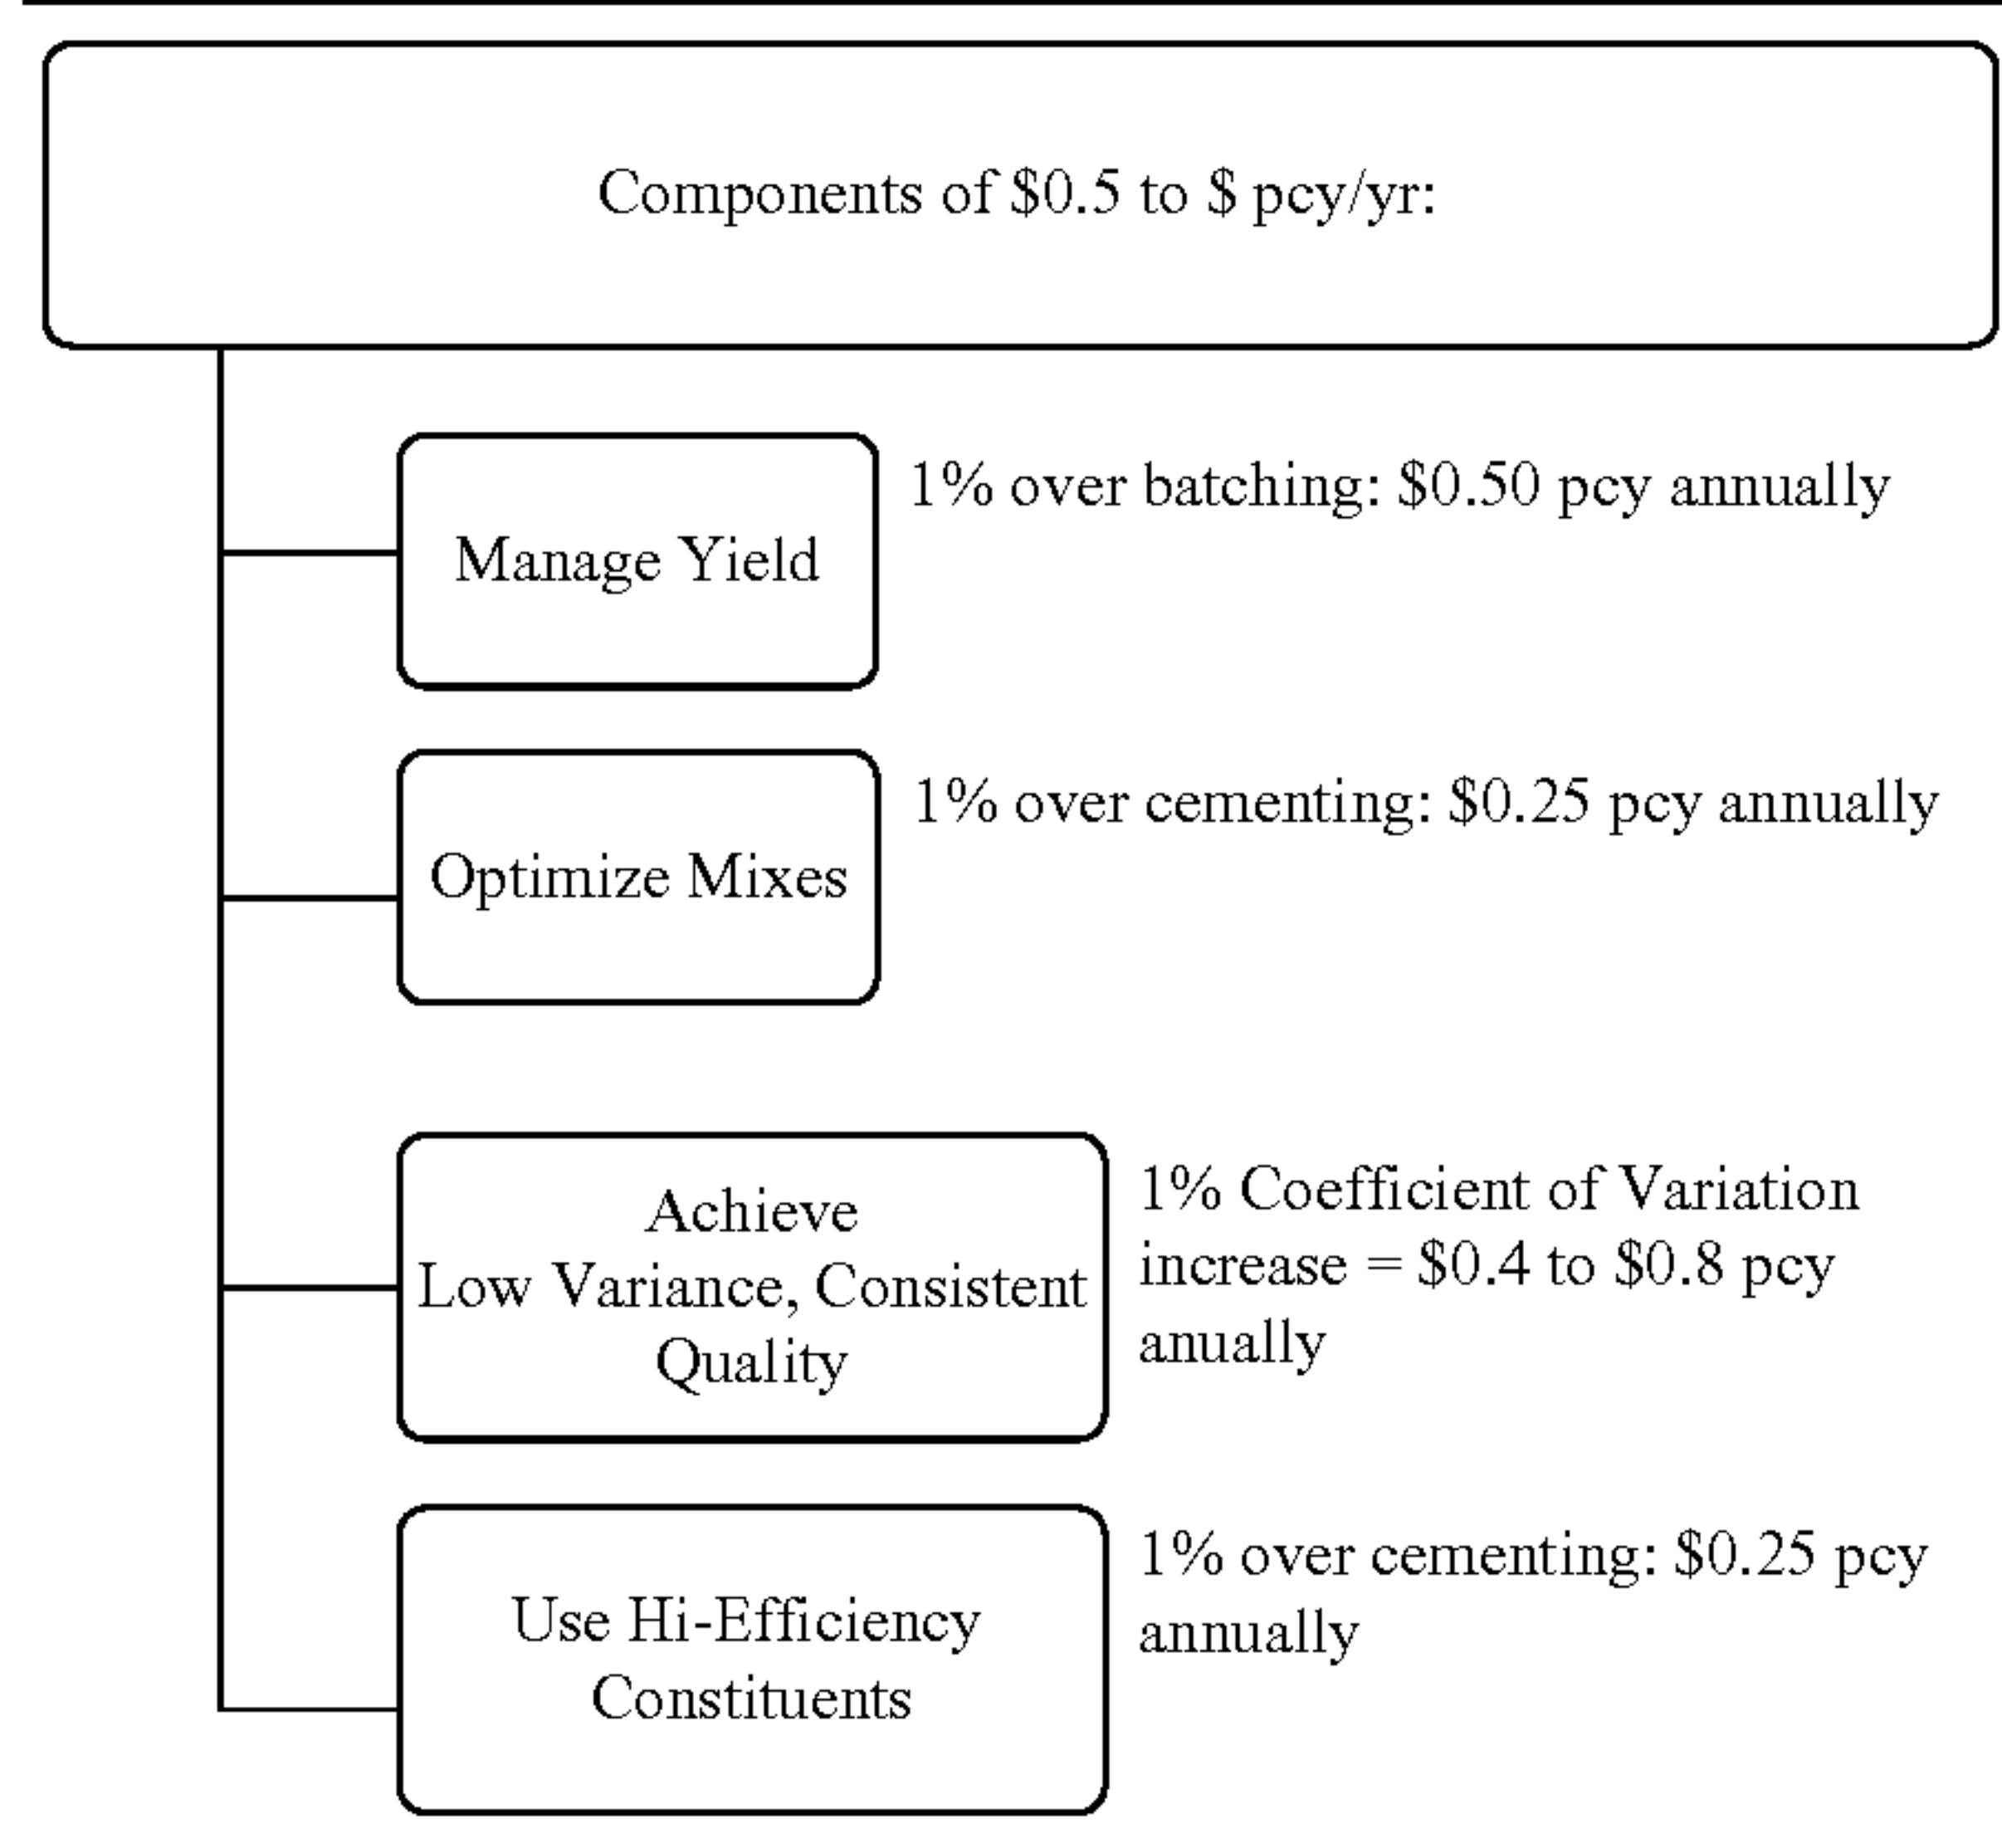 Components of $0.5 to $ pcy/yr:
Manage Yield
1% over batching: $0.50 pcy annually
Optimize Mixes
1% over cementing: $0.25 pcy annually
Achieve
Low Variance, Consistent
Quality
1% Coefficient of Variation
increase = $0.4 to $0.8 pcy
anually
Use Hi-Efficiency
Constituents
1% over cementing: $0.25 pcy
annually